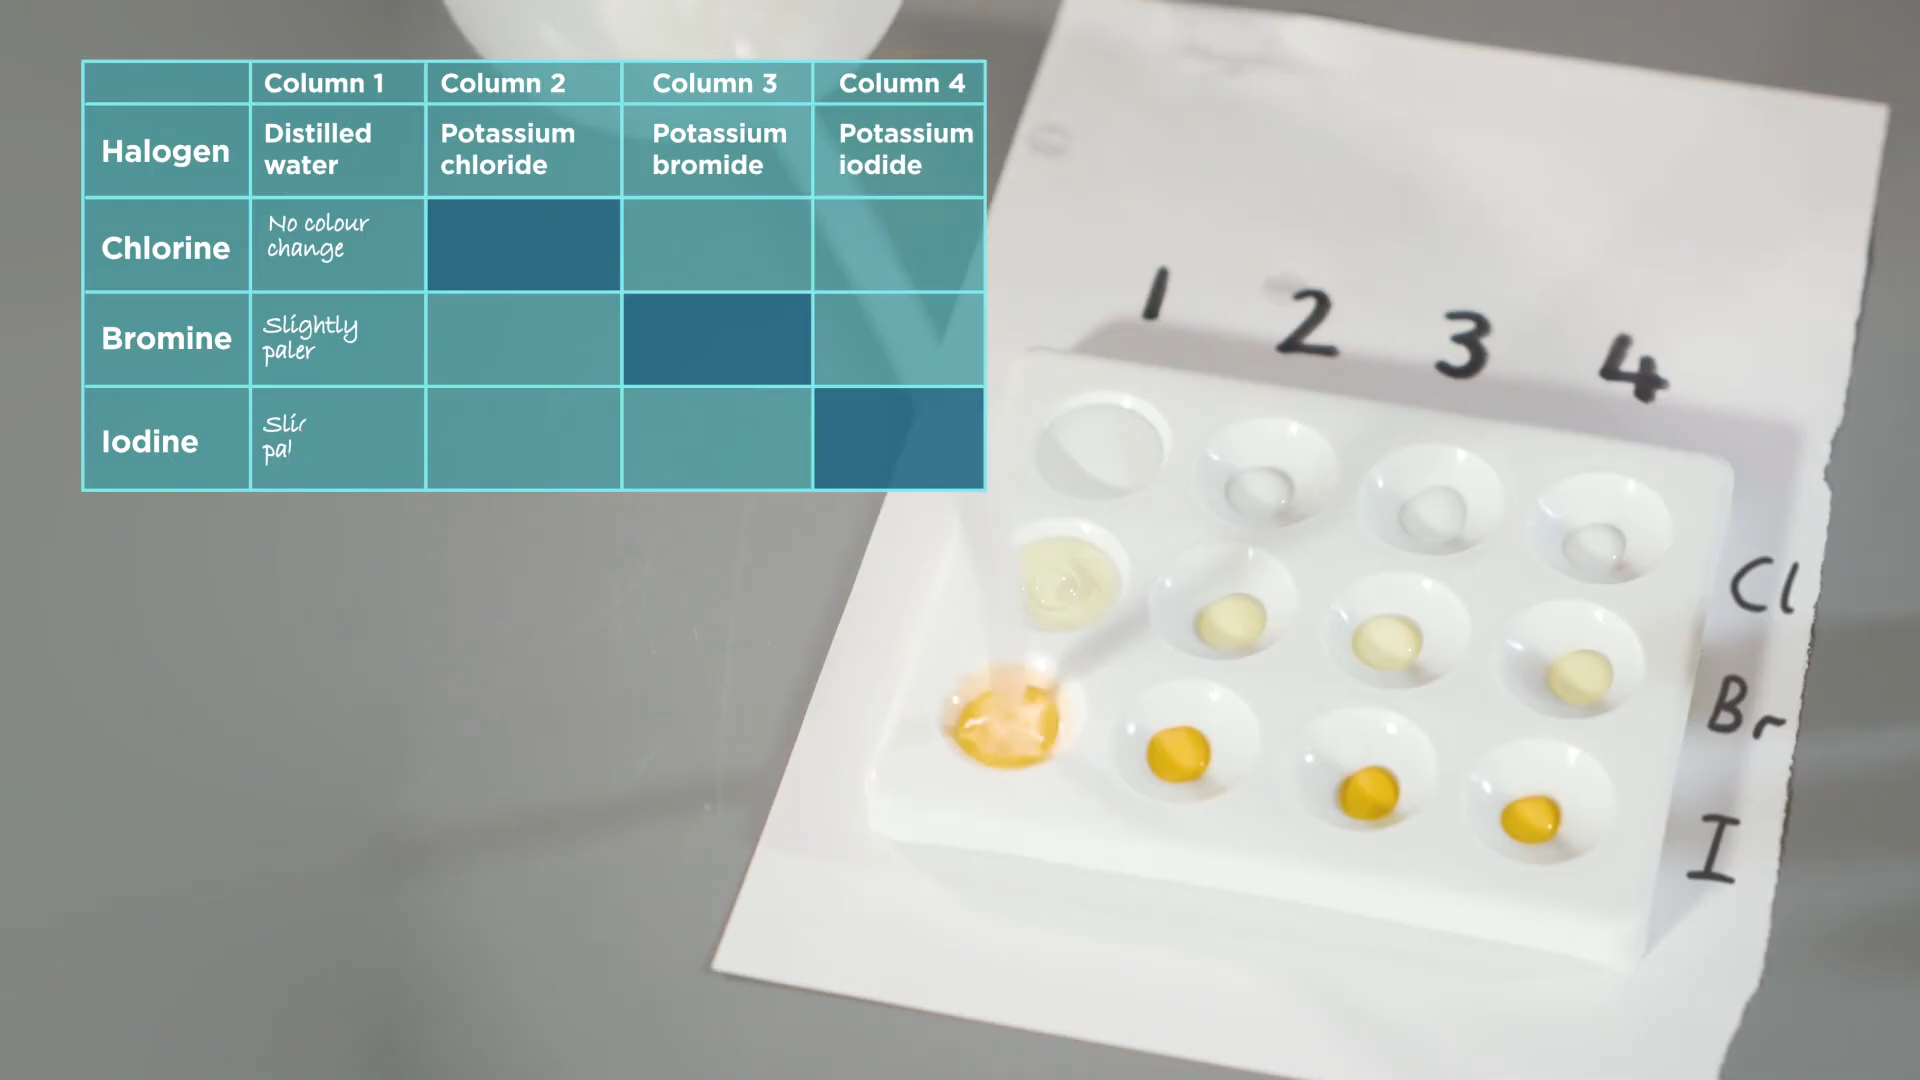 Column 1 Column 2 Column 3 Column 4
Halogen
Distilled
water
Potassium
chloride
Potassium
bromide
Potassium
iodide
Chlorine
No colour
change
Bromine
Slightly
paler
Iodine
1 2 3 4
Cl
Br
I